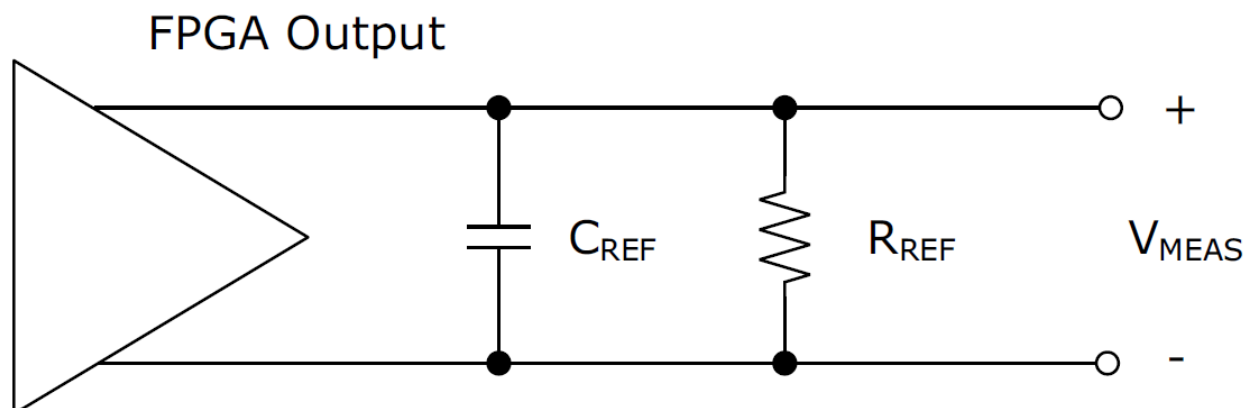 FPGA Output
+
CREF
RREF
VMEAS
-